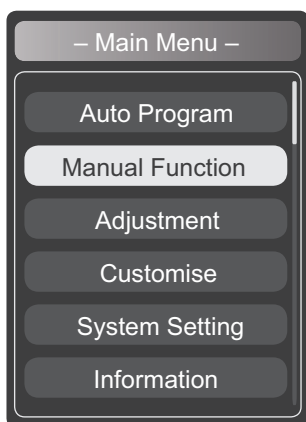 – Main Menu –
Auto Program
Manual Function
Adjustment
Customise
System Setting
Information